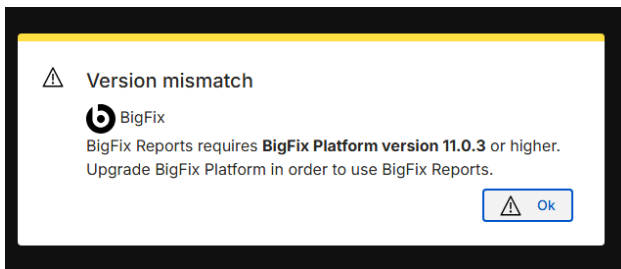 Version mismatch
BigFix
BigFix Reports requires BigFix Platform version 11.0.3 or higher.
Upgrade BigFix Platform in order to use BigFix Reports.
Ok